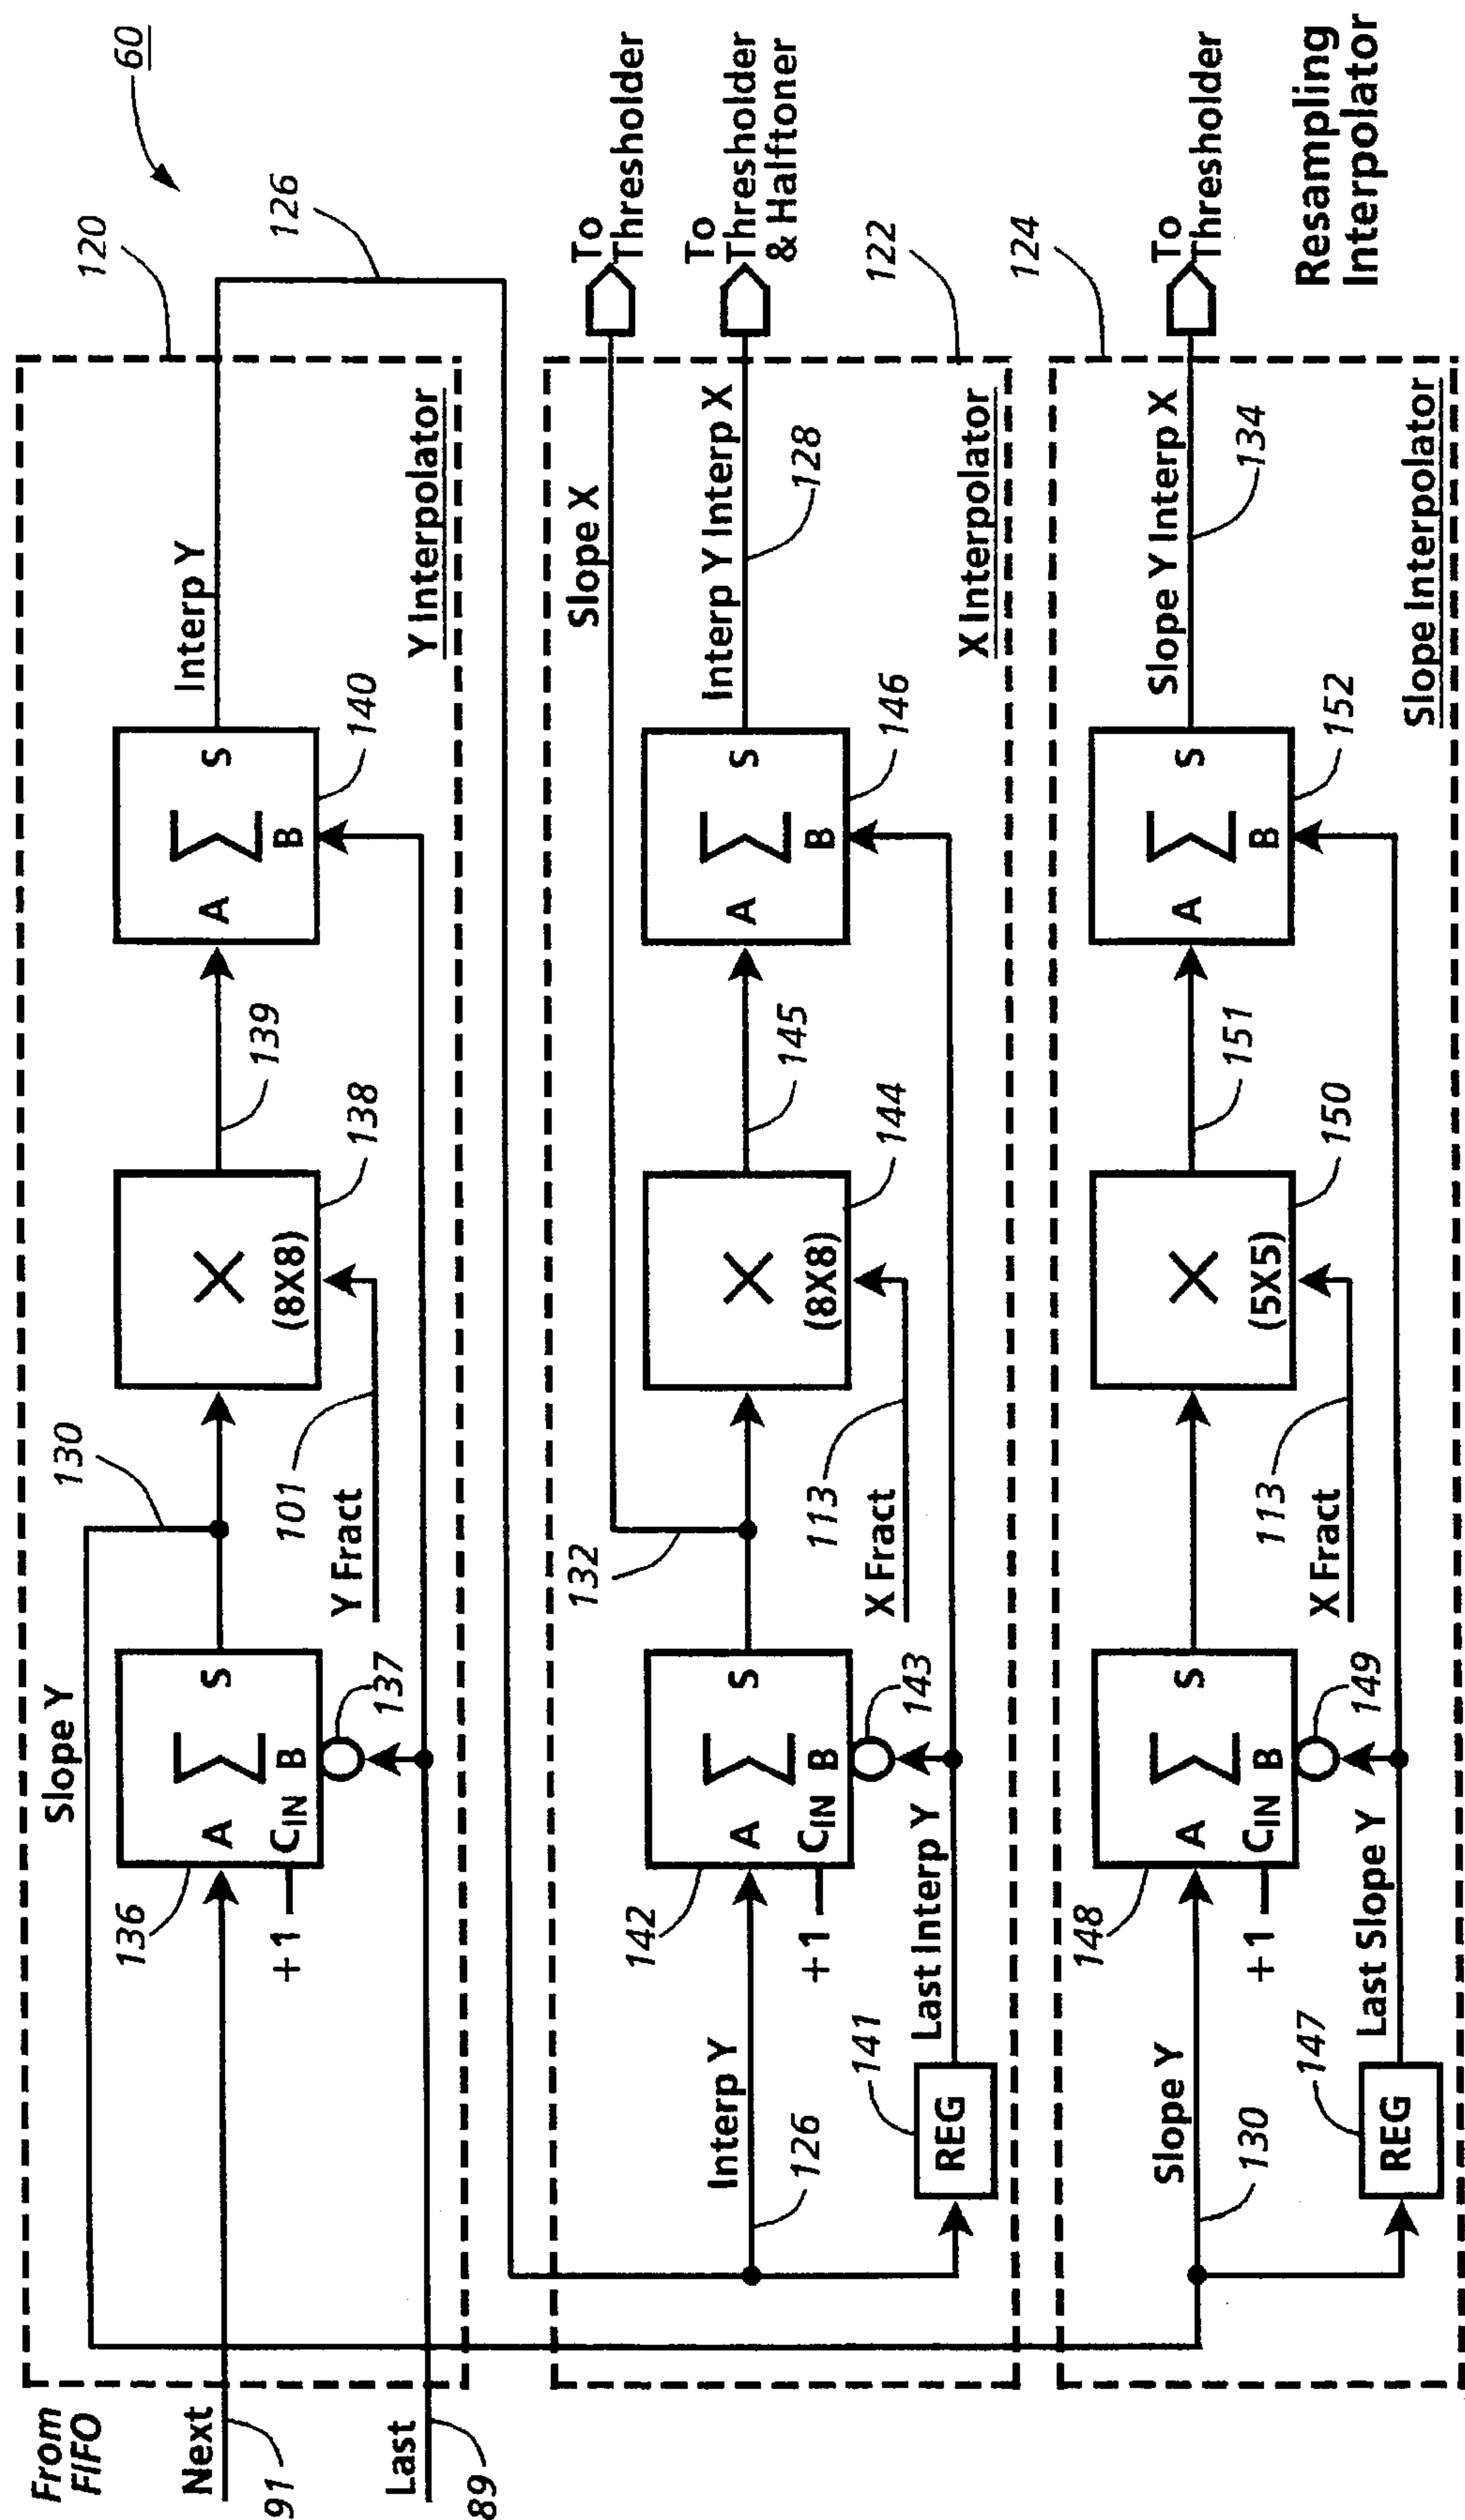 60
From
FIFO
Next
91
Last
89
120
Slope Y
130
136
A
Σ
S
CIN
B
+1
137
Y Fract
101
×
(8X8)
138
139
A
Σ
S
B
140
Interp Y
126
Y Interpolator
122
Interp Y
126
REG
141
Last Interp Y
142
A
Σ
S
CIN
B
+1
143
132
Slope X
X Fract
113
×
(8X8)
144
145
A
Σ
S
B
146
Interp Y Interp X
128
X Interpolator
To
Thresholder
To
Thresholder
& Halftoner
124
Slope Y
130
REG
147
Last Slope Y
148
A
Σ
S
CIN
B
+1
149
X Fract
113
×
(5X5)
150
151
A
Σ
S
B
152
Slope Y Interp X
134
Slope Interpolator
To
Thresholder
Resampling
Interpolator